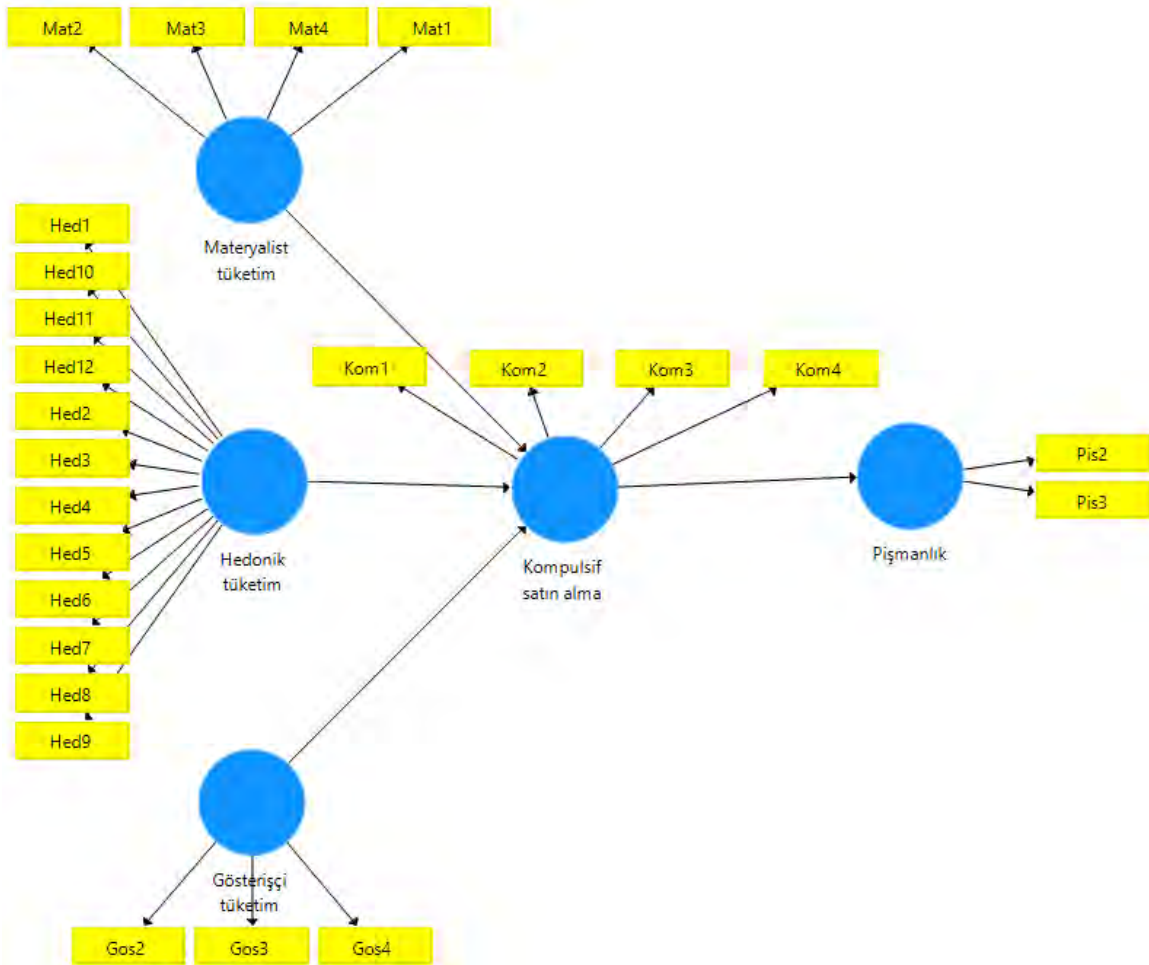 Mat2
Mat3
Mat4
Mat1
Materyalist
tüketim
Hed1
Hed10
Hed11
Hed12
Hed2
Hed3
Hed4
Hed5
Hed6
Hed7
Hed8
Hed9
Hedonik
tüketim
Kom1
Kom2
Kom3
Kom4
Kompulsif
satın alma
Pişmanlık
Pis2
Pis3
Gösterişçi
tüketim
Gos2
Gos3
Gos4